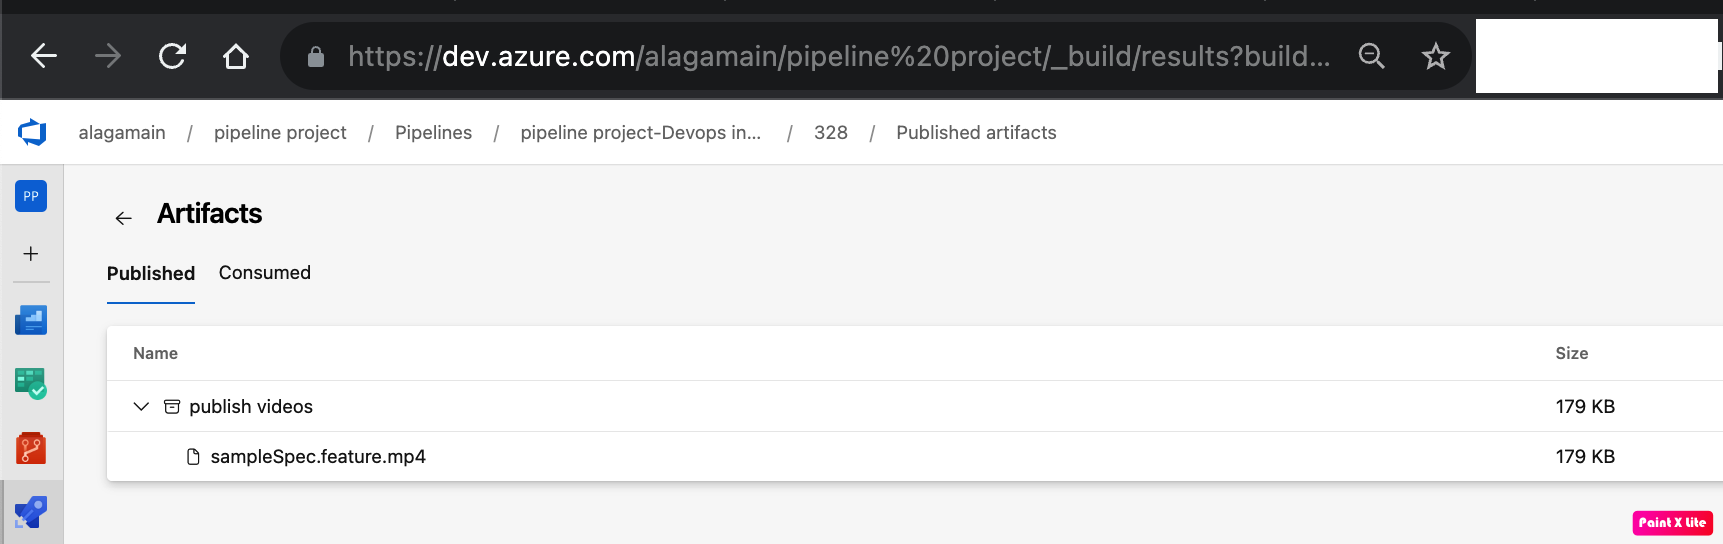 https://dev.azure.com/alagamain/pipeline%20project/_build/results?build...
alagamain / pipeline project / Pipelines / pipeline project-Devops in... / 328 / Published artifacts
PP
Artifacts
Published Consumed
Name Size
publish videos 179 KB
sampleSpec.feature.mp4 179 KB
Paint X Lite